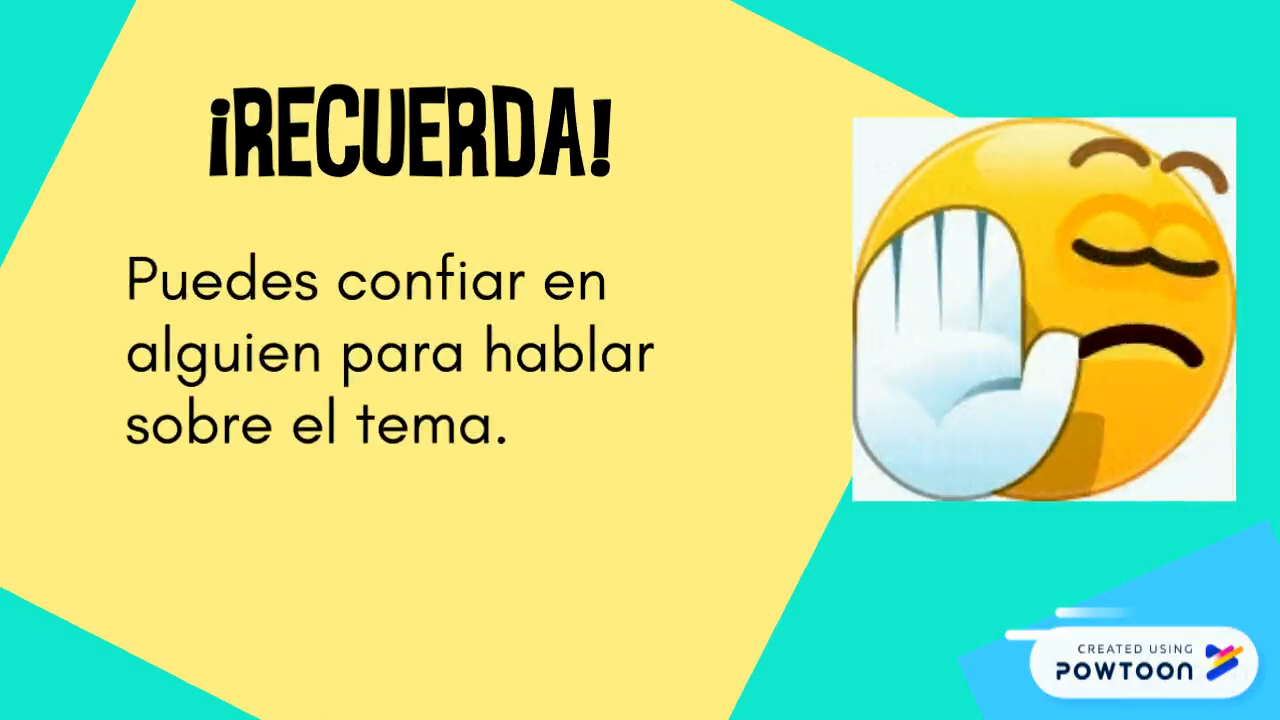 ¡RECUERDA!
Puedes confiar en
alguien para hablar
sobre el tema.
CREATED USING
POWTOON